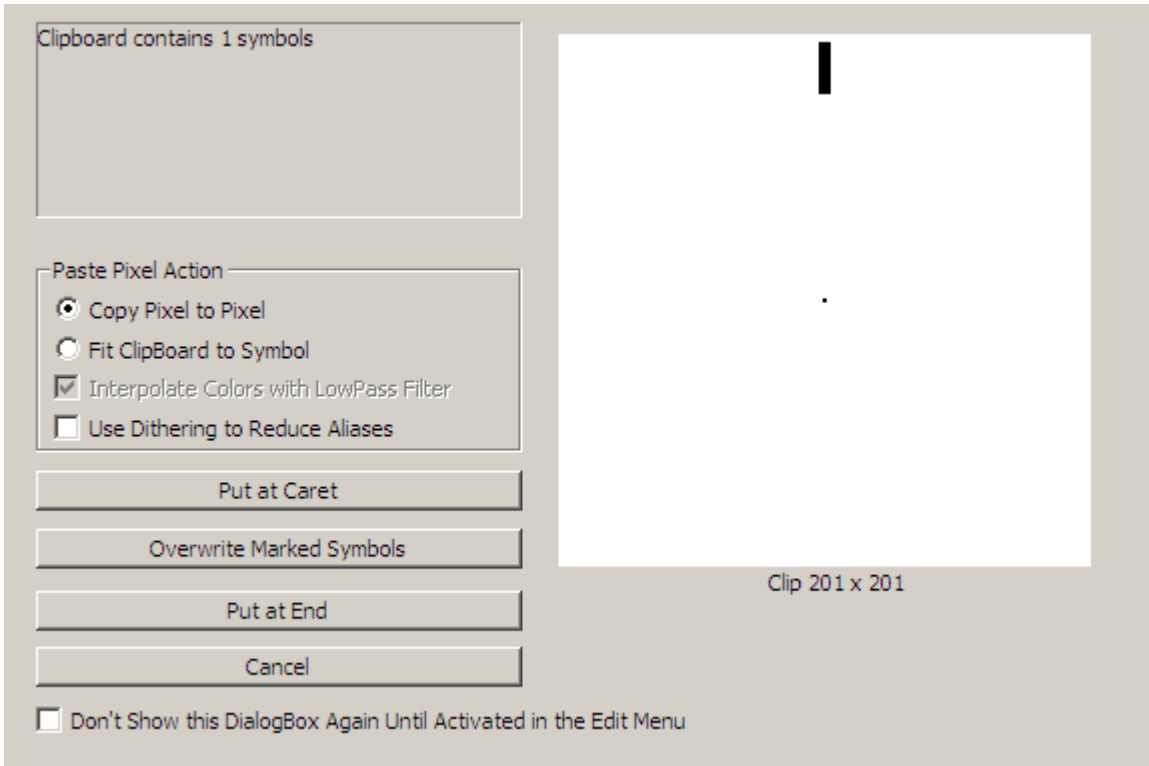 Clipboard contains 1 symbols
Paste Pixel Action
Copy Pixel to Pixel
Fit ClipBoard to Symbol
Interpolate Colors with LowPass Filter
Use Dithering to Reduce Aliases
Put at Caret
Overwrite Marked Symbols
Put at End
Cancel
Don't Show this DialogBox Again Until Activated in the Edit Menu
Clip 201 x 201